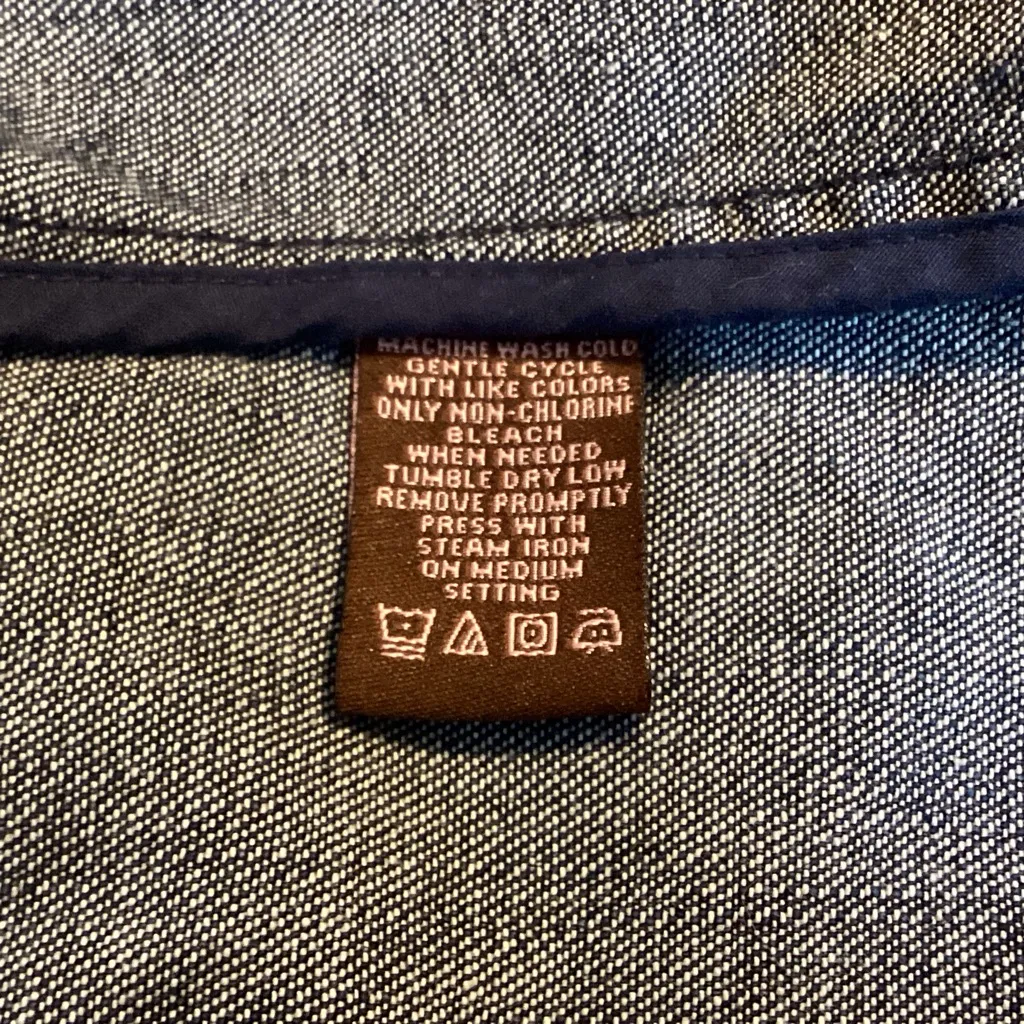 MACHINE WASH COLD
GENTLE CYCLE
WITH LIKE COLORS
ONLY NON-CHLORINE
BLEACH
WHEN NEEDED
TUMBLE DRY LOW
REMOVE PROMPTLY
PRESS WITH
STEAM IRON
ON MEDIUM
SETTING